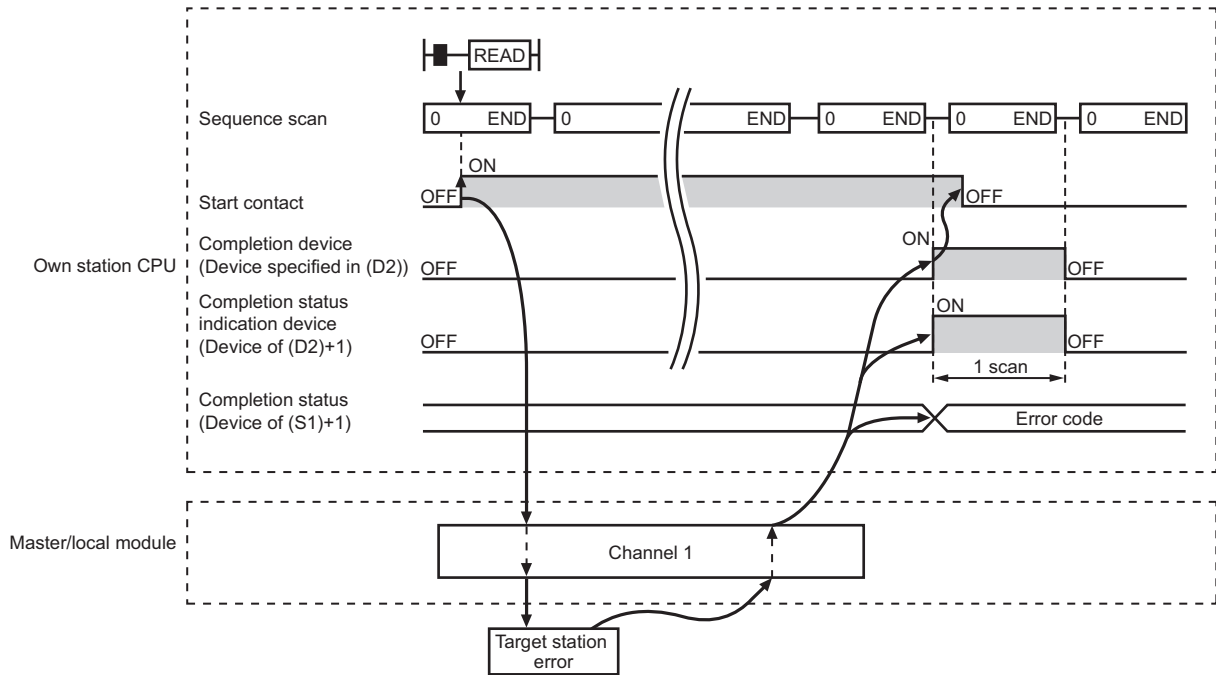 READ
Sequence scan
0 END 0 END 0 END 0 END 0 END
ON
Start contact
OFF
OFF
Completion device
(Device specified in (D2))
OFF
ON
OFF
Own station CPU
Completion status
indication device
(Device of (D2)+1)
OFF
ON
OFF
1 scan
Completion status
(Device of (S1)+1)
Error code
Master/local module
Channel 1
Target station
error